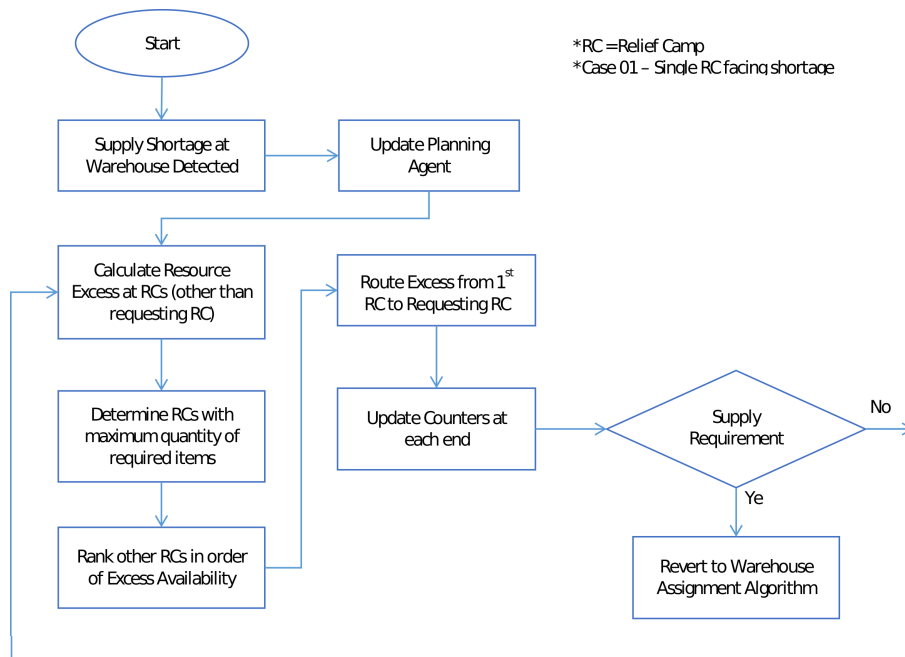 Start
*RC = Relief Camp
*Case 01 – Single RC facing shortage
Supply Shortage at
Warehouse Detected
Update Planning
Agent
Calculate Resource
Excess at RCs (other than
requesting RC)
Route Excess from 1st
RC to Requesting RC
Determine RCs with
maximum quantity of
required items
Update Counters at
each end
Supply
Requirement
No
Ye
Rank other RCs in order
of Excess Availability
Revert to Warehouse
Assignment Algorithm